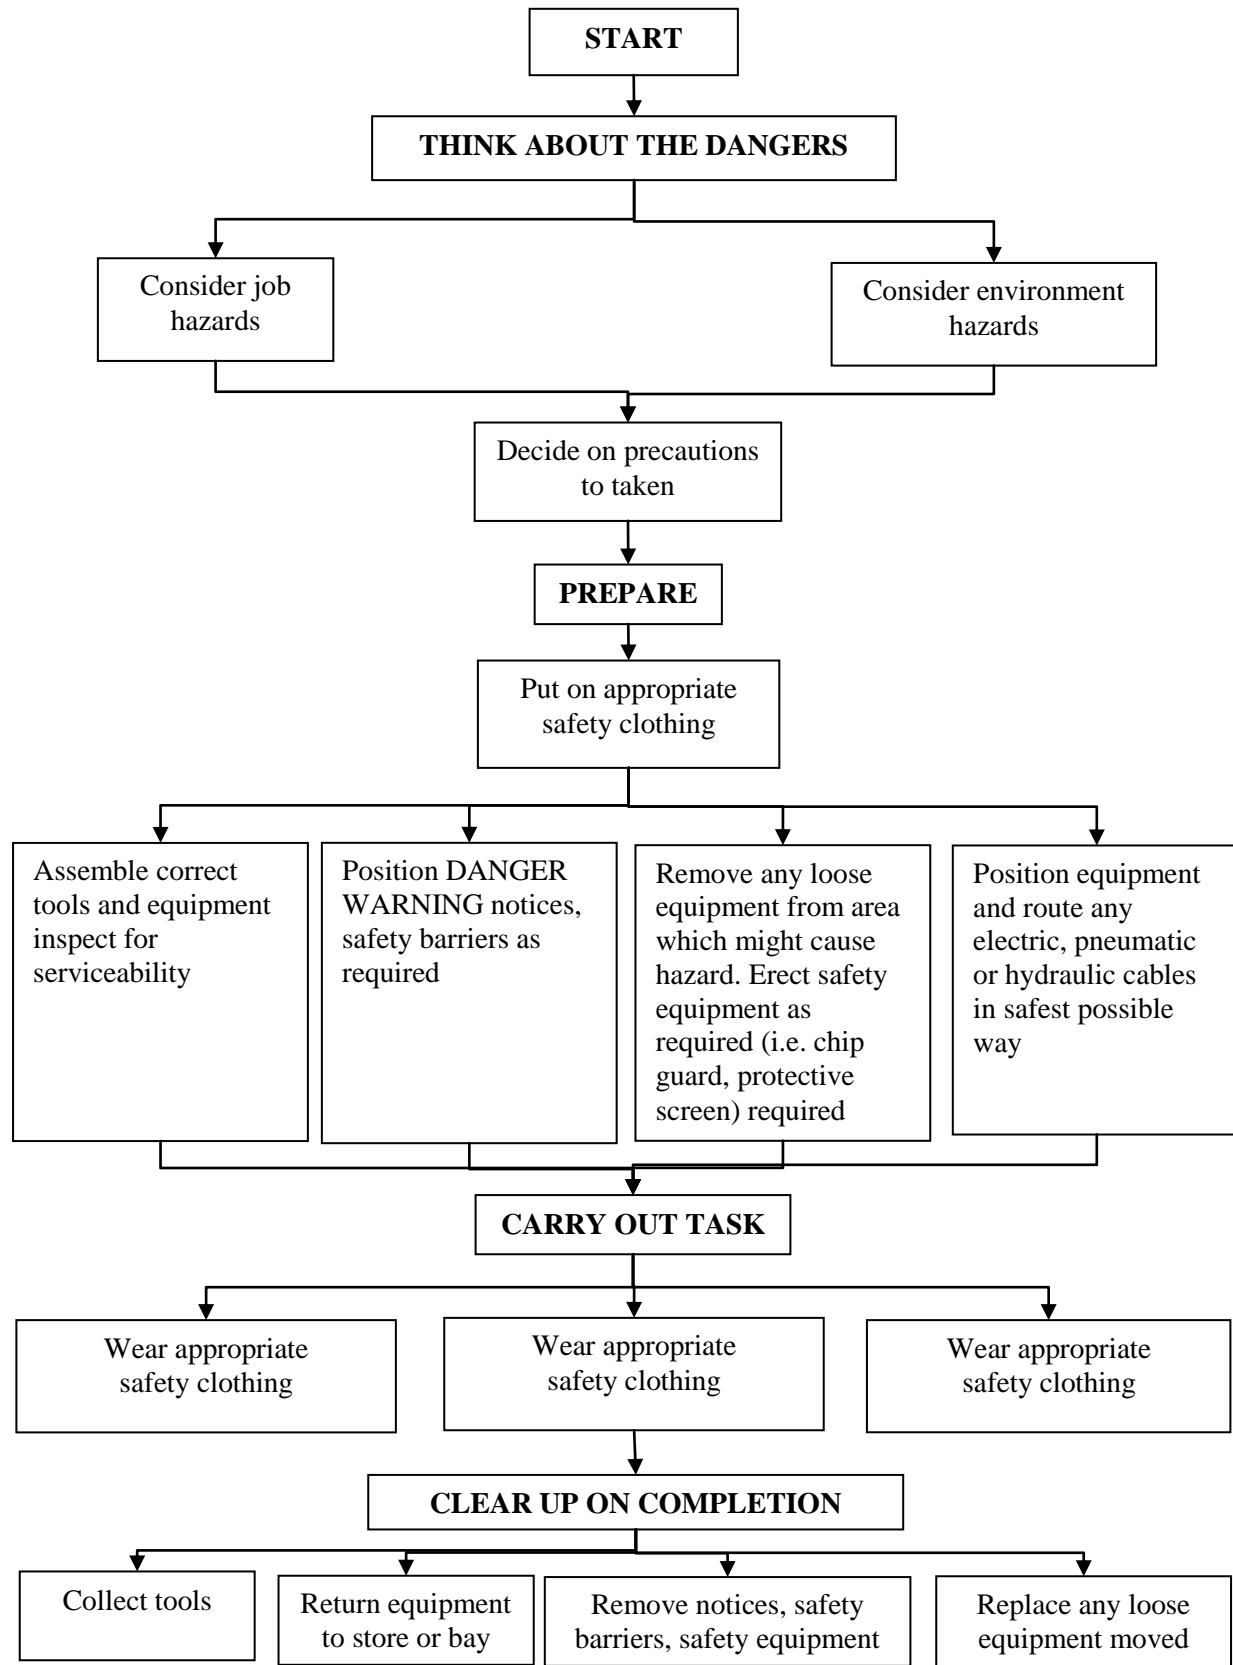 START
THINK ABOUT THE DANGERS
Consider job
hazards
Consider environment
hazards
Decide on precautions
to taken
PREPARE
Put on appropriate
safety clothing
Assemble correct
tools and equipment
inspect for
serviceability
Position DANGER
WARNING notices,
safety barriers as
required
Remove any loose
equipment from area
which might cause
hazard. Erect safety
equipment as
required (i.e. chip
guard, protective
screen) required
Position equipment
and route any
electric, pneumatic
or hydraulic cables
in safest possible
way
CARRY OUT TASK
Wear appropriate
safety clothing
Wear appropriate
safety clothing
Wear appropriate
safety clothing
CLEAR UP ON COMPLETION
Collect tools
Return equipment
to store or bay
Remove notices, safety
barriers, safety equipment
Replace any loose
equipment moved